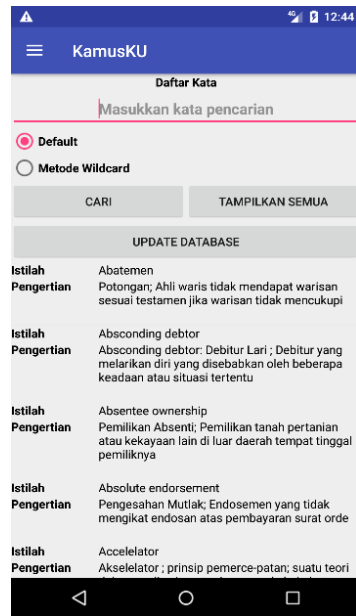 4G 12:44
KamusKU
Daftar Kata
Masukkan kata pencarian
Default
Metode Wildcard
CARI TAMPILKAN SEMUA
UPDATE DATABASE
Istilah Abatemen
Pengertian Potongan; Ahli waris tidak mendapat warisan
sesuai testamen jika warisan tidak mencukupi
Istilah Absconding debtor
Pengertian Absconding debtor: Debitur Lari ; Debitur yang
melarikan diri yang disebabkan oleh beberapa
keadaan atau situasi tertentu
Istilah Absentee ownership
Pengertian Pemilikan Absenti; Pemilikan tanah pertanian
atau kekayaan lain di luar daerah tempat tinggal
pemiliknya
Istilah Absolute endorsement
Pengertian Pengesahan Mutlak; Endosemen yang tidak
mengikat endosan atas pembayaran surat orde
Istilah Accelelator
Pengertian Akselelator ; prinsip pemerce-patan; suatu teori